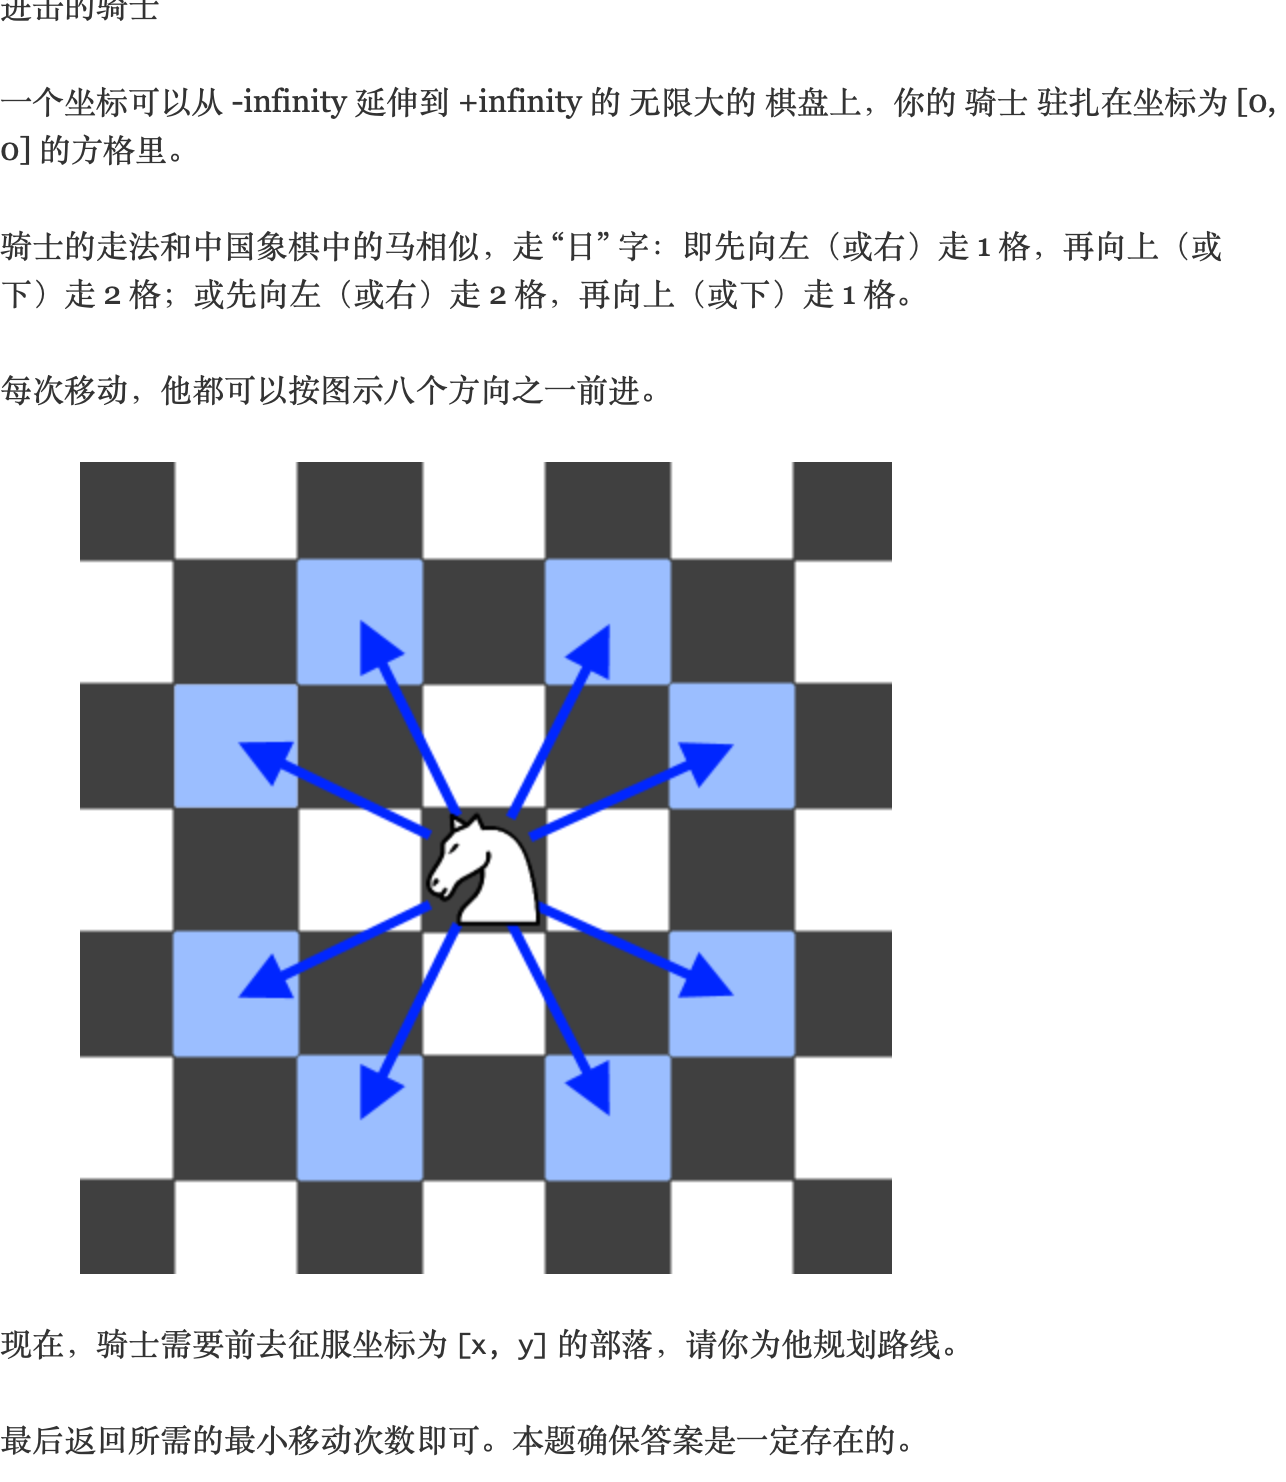 进击的骑士
一个坐标可以从 -infinity 延伸到 +infinity 的 无限大的 棋盘上，你的 骑士 驻扎在坐标为 [0,
0] 的方格里。
骑士的走法和中国象棋中的马相似，走 “日” 字：即先向左（或右）走 1 格，再向上（或
下）走 2 格；或先向左（或右）走 2 格，再向上（或下）走 1 格。
每次移动，他都可以按图示八个方向之一前进。
现在，骑士需要前去征服坐标为 [x, y] 的部落，请你为他规划路线。
最后返回所需的最小移动次数即可。本题确保答案是一定存在的。